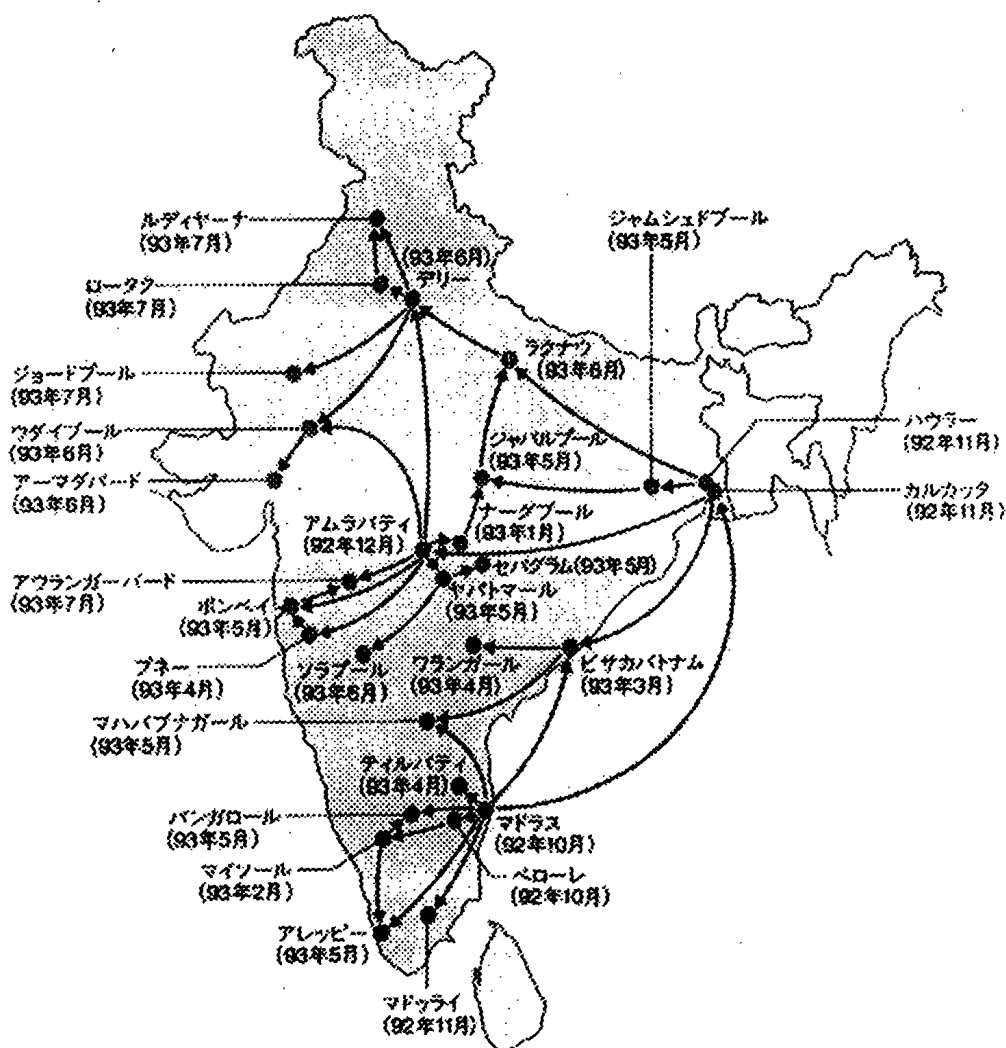 ルディヤーナ
(93年7月)
ジャムシェドプール
(93年5月)
(93年6月)
デリー
ロータク
(93年7月)
ラクナウ
(93年6月)
ジョードプール
(93年7月)
ウダイプール
(93年6月)
ジャバルプール
(93年5月)
ハウラー
(92年11月)
アーマダバード
(93年6月)
カルカッタ
(92年11月)
ナーグプール
(93年1月)
アムラバティ
(92年12月)
セバグラム(93年5月)
アウランガーバード
(93年7月)
ヤバトマール
(93年5月)
ボンベイ
(93年5月)
プネー
(93年4月)
ソラプール
(93年6月)
ワランガール
(93年4月)
ビサカパトナム
(93年3月)
マハバブナガール
(93年5月)
ティルパティ
(93年4月)
バンガロール
(93年5月)
マドラス
(92年10月)
マイソール
(93年2月)
ベローレ
(92年10月)
アレッピー
(93年5月)
マドゥライ
(92年11月)